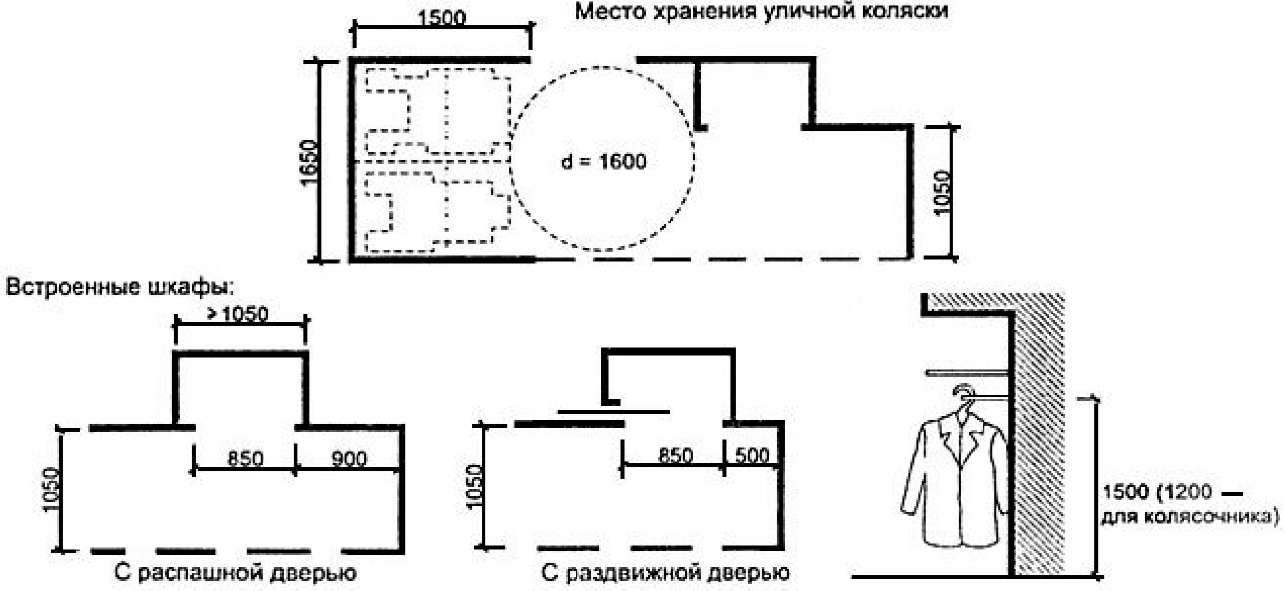 Место хранения уличной коляски
1500
1650
d = 1600
1050
Встроенные шкафы:
≥1050
850
900
1050
С распашной дверью
850
500
1050
С раздвижной дверью
1500 (1200 —
для колясочника)